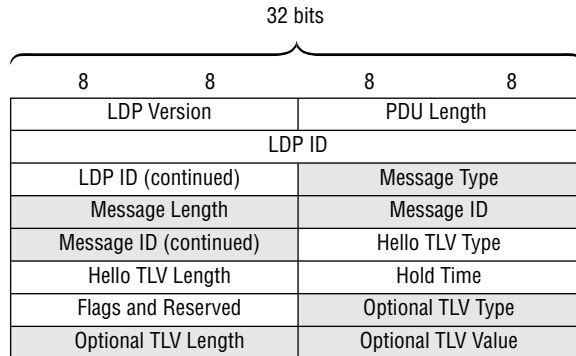 32 bits
8 8 8 8
LDP Version PDU Length
LDP ID
LDP ID (continued) Message Type
Message Length Message ID
Message ID (continued) Hello TLV Type
Hello TLV Length Hold Time
Flags and Reserved Optional TLV Type
Optional TLV Length Optional TLV Value